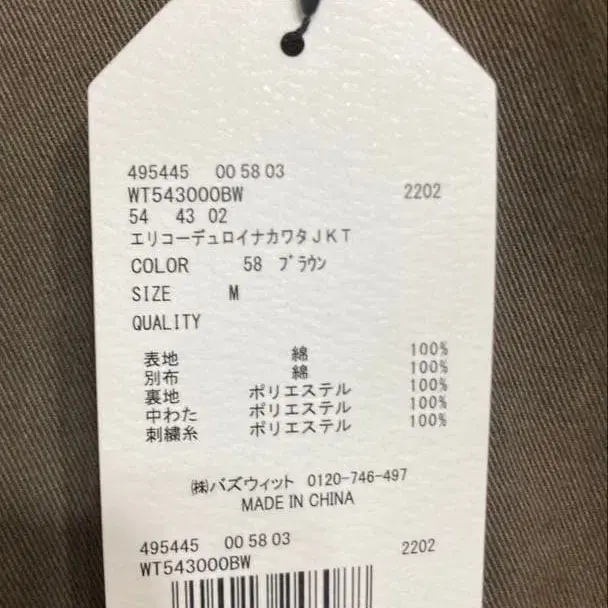 495445 00 58 03
WT543000BW 2202
54 43 02
エリコーデュロイナカワタJKT
COLOR 58 ブラウン
SIZE M
QUALITY
表地 綿 100%
別布 綿 100%
裏地 ポリエステル 100%
中わた ポリエステル 100%
刺繍糸 ポリエステル 100%
㈱バズウィット 0120-746-497
MADE IN CHINA
495445 00 58 03
WT543000BW 2202